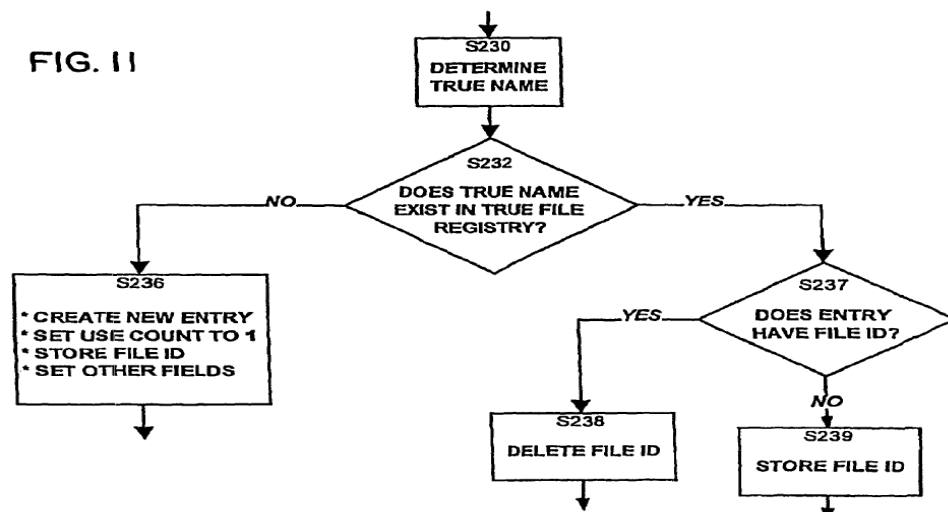 FIG. 11
S230
DETERMINE
TRUE NAME
S232
DOES TRUE NAME
EXIST IN TRUE FILE
REGISTRY?
NO
YES
S236
* CREATE NEW ENTRY
* SET USE COUNT TO 1
* STORE FILE ID
* SET OTHER FIELDS
S237
DOES ENTRY
HAVE FILE ID?
YES
NO
S238
DELETE FILE ID
S239
STORE FILE ID